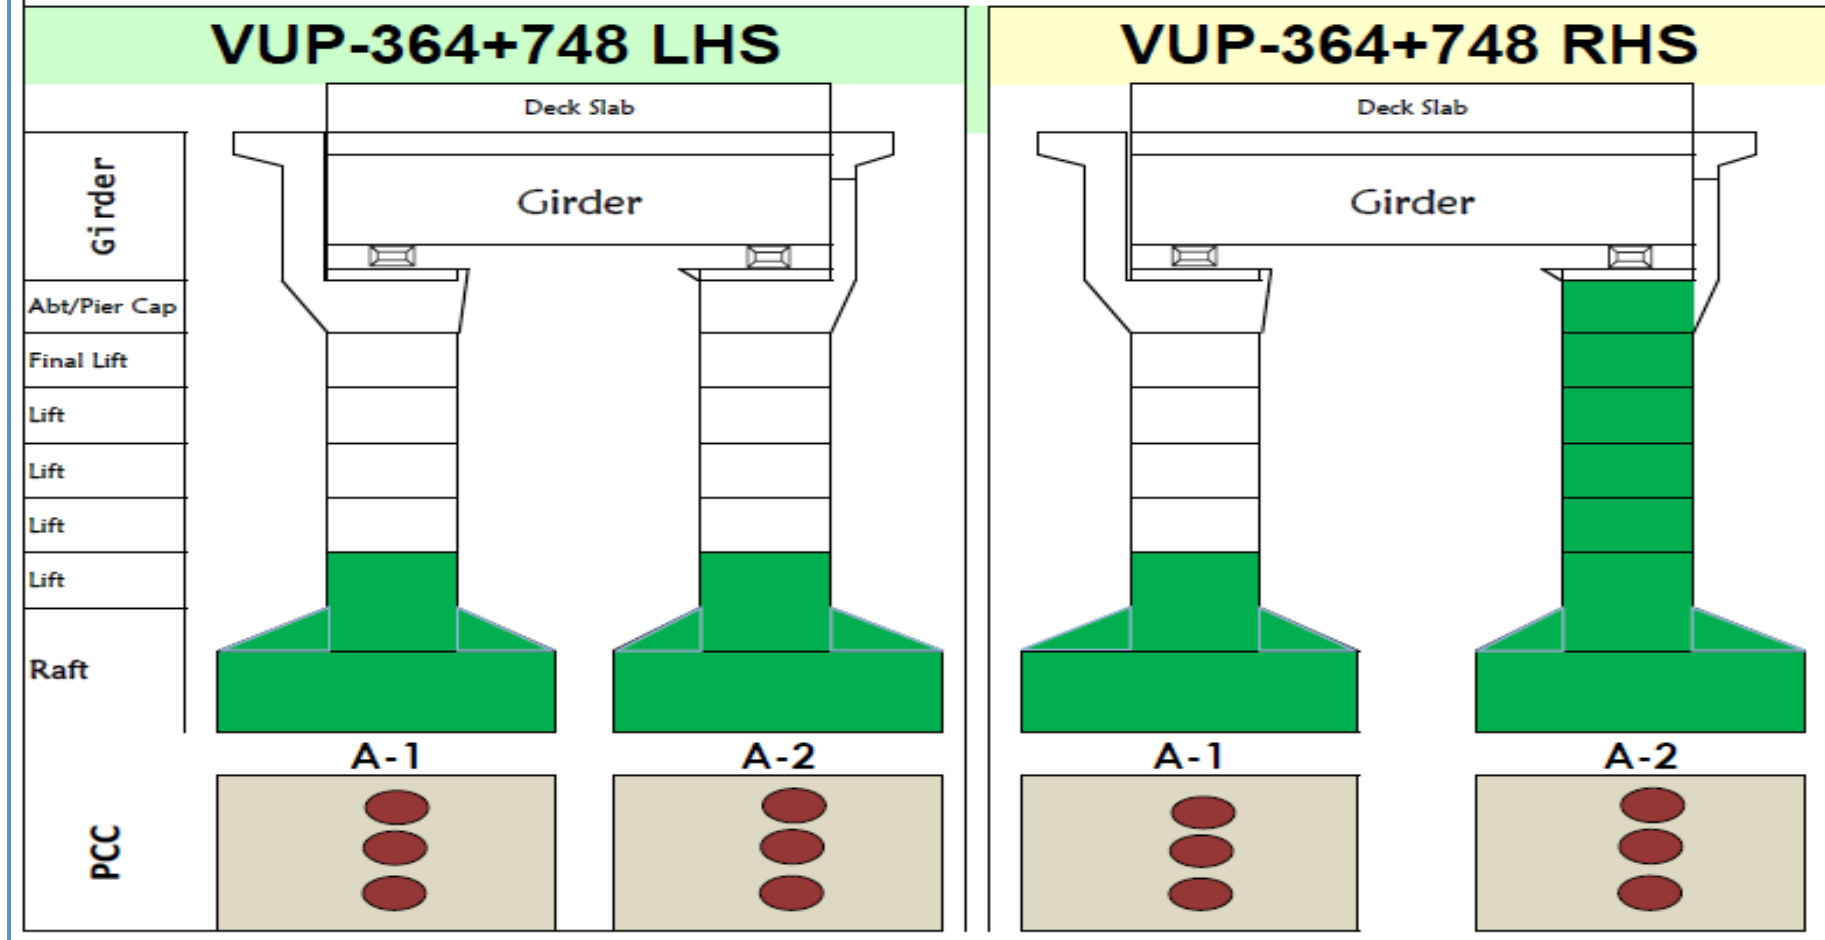 VUP-364+748 LHS
VUP-364+748 RHS
Deck Slab
Deck Slab
Girder
Girder
Girder
Abt/Pier Cap
Final Lift
Lift
Lift
Lift
Lift
Raft
A-1
A-2
A-1
A-2
PCC